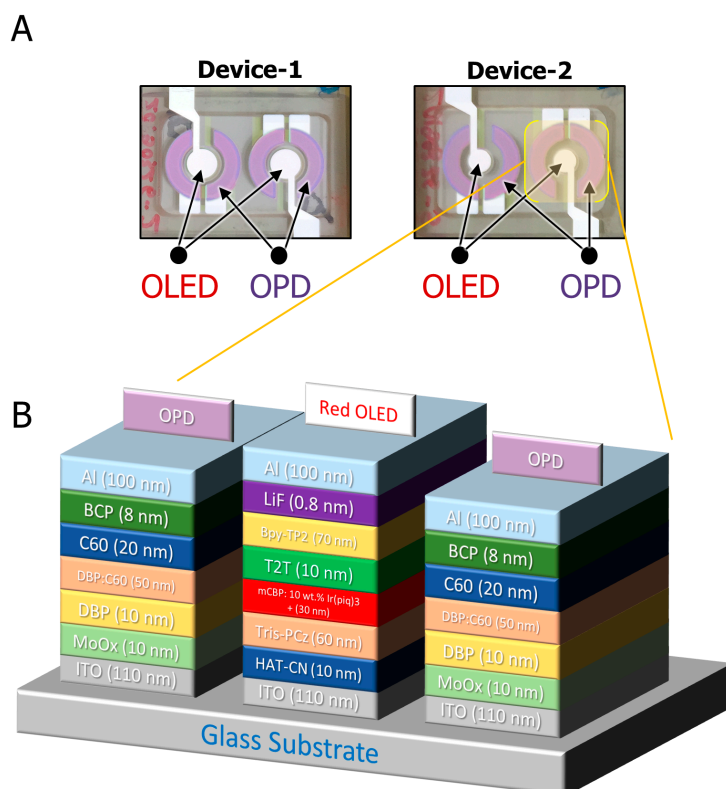 A
Device-1
Device-2
OLED
OPD
OLED
OPD
B
OPD
Red OLED
OPD
Al (100 nm)
BCP (8 nm)
C60 (20 nm)
DBP:C60 (50 nm)
DBP (10 nm)
MoOx (10 nm)
ITO (110 nm)
Al (100 nm)
LiF (0.8 nm)
Bpy-TP2 (70 nm)
T2T (10 nm)
mCBP: 10 wt.% Ir(piq)3
+ (30 nm)
Tris-PCz(60 nm)
HAT-CN (10 nm)
ITO (110 nm)
Al (100 nm)
BCP (8 nm)
C60 (20 nm)
DBP:C60 (50 nm)
DBP (10 nm)
MoOx (10 nm)
ITO (110 nm)
Glass Substrate